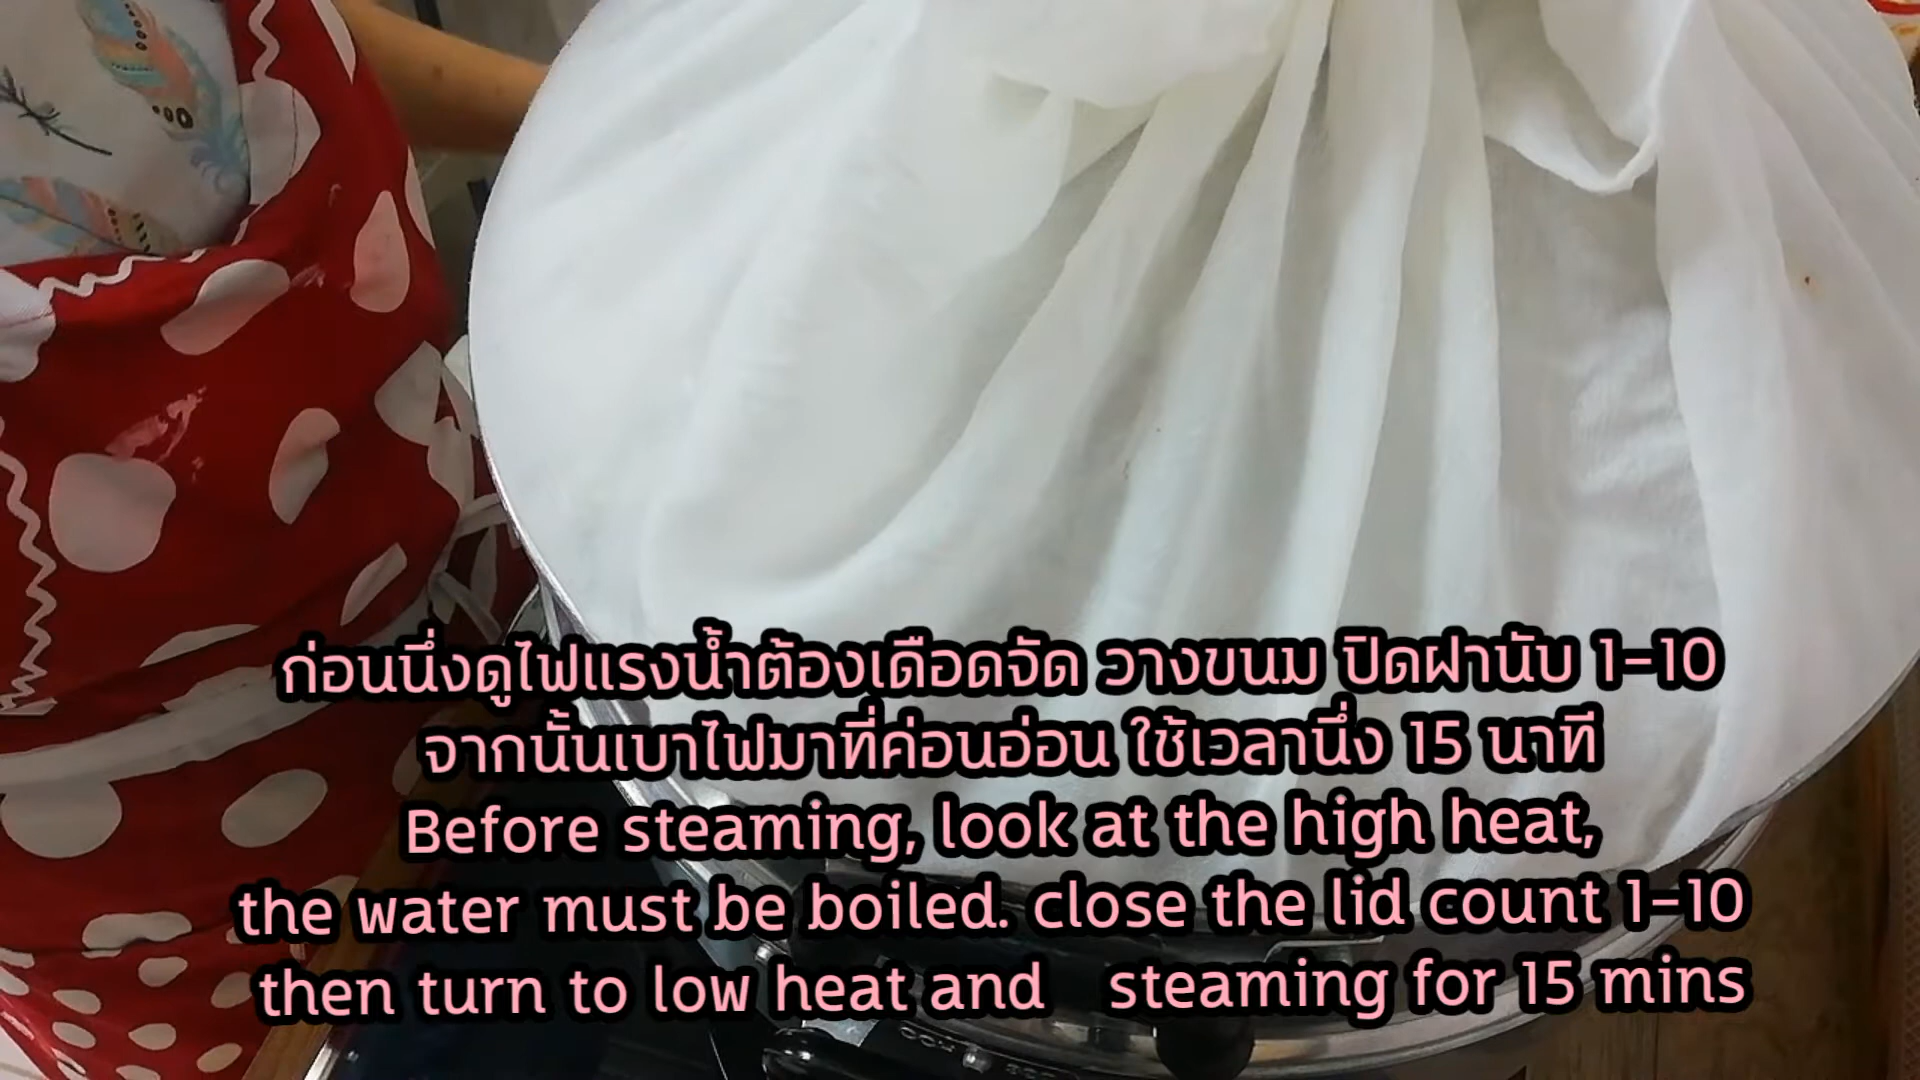 ก่อนนึ่งดูไฟแรงน้ำต้องเดือดจัด วางขนม ปิดฝานับ 1-10
จากนั้นเบาไฟมาที่ค่อนอ่อน ใช้เวลานึ่ง 15 นาที
Before steaming, look at the high heat,
the water must be boiled. close the lid count 1-10
then turn to low heat and steaming for 15 mins